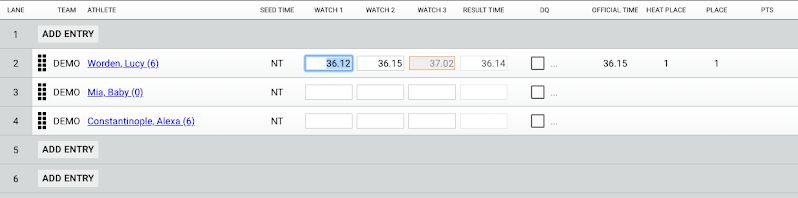 LANE TEAM ATHLETE SEED TIME WATCH 1 WATCH 2 WATCH 3 RESULT TIME DQ OFFICIAL TIME HEAT PLACE PLACE PTS
1 ADD ENTRY
2 DEMO Worden, Lucy (6) NT 36.12 36.15 37.02 36.14 ... 36.15 1 1
3 DEMO Mia, Baby (0) NT ...
4 DEMO Constantinople, Alexa (6) NT ...
5 ADD ENTRY
6 ADD ENTRY